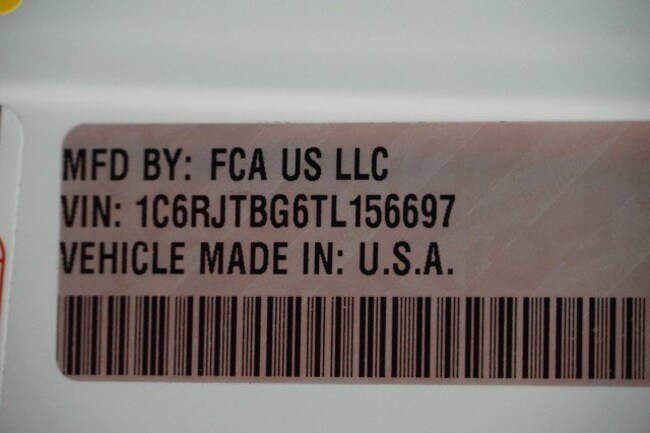 MFD BY: FCA US LLC
VIN: 1C6RJTBG6TL156697
VEHICLE MADE IN: U.S.A.